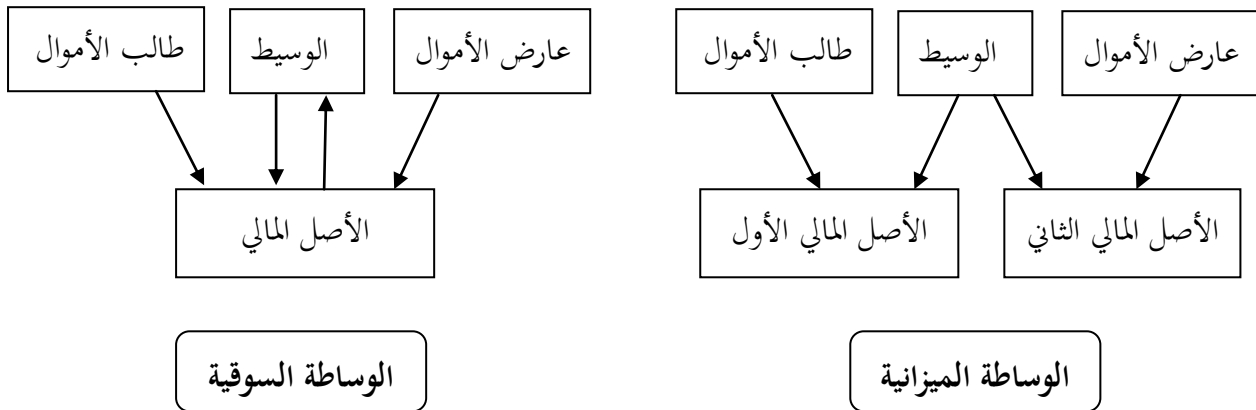 عارض الأموال
الوسيط
طالب الأموال
الأصل المالي الثاني
الأصل المالي الأول
الوساطة الميزانية
عارض الأموال
الوسيط
طالب الأموال
الأصل المالي
الوساطة السوقية